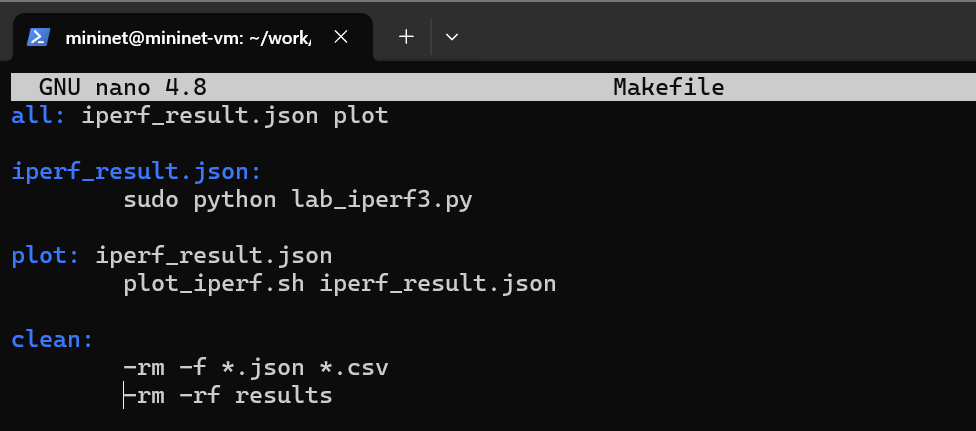 mininet@mininet-vm: ~/work/
GNU nano 4.8 Makefile
all: iperf_result.json plot
iperf_result.json:
sudo python lab_iperf3.py
plot: iperf_result.json
plot_iperf.sh iperf_result.json
clean:
-rm -f *.json *.csv
-rm -rf results